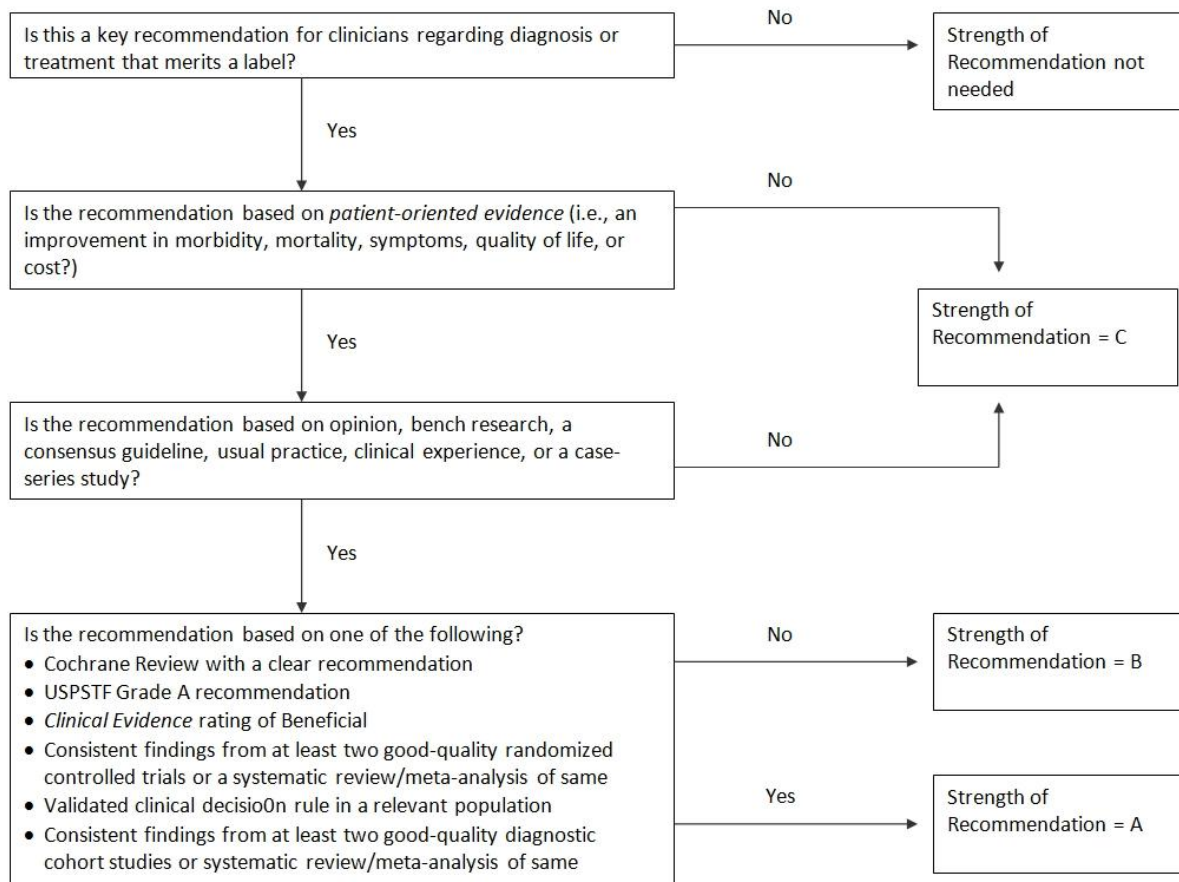 Is this a key recommendation for clinicians regarding diagnosis or
treatment that merits a label?
No
Strength of
Recommendation not
needed
Yes
No
Is the recommendation based on patient-oriented evidence (i.e., an
improvement in morbidity, mortality, symptoms, quality of life, or
cost?)
Strength of
Recommendation = C
Yes
Is the recommendation based on opinion, bench research, a
consensus guideline, usual practice, clinical experience, or a case-
series study?
No
Yes
Is the recommendation based on one of the following?
• Cochrane Review with a clear recommendation
• USPSTF Grade A recommendation
• Clinical Evidence rating of Beneficial
• Consistent findings from at least two good-quality randomized
controlled trials or a systematic review/meta-analysis of same
• Validated clinical decisio0n rule in a relevant population
• Consistent findings from at least two good-quality diagnostic
cohort studies or systematic review/meta-analysis of same
No
Strength of
Recommendation = B
Yes
Strength of
Recommendation = A